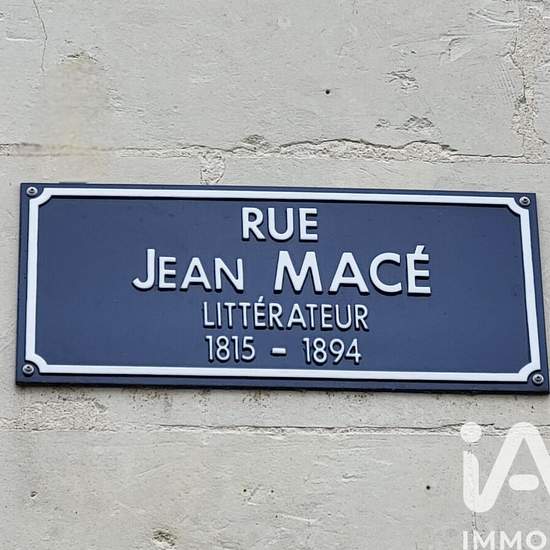 RUE
JEAN MACÉ
LITTÉRATEUR
1815 - 1894
iA
IMMO